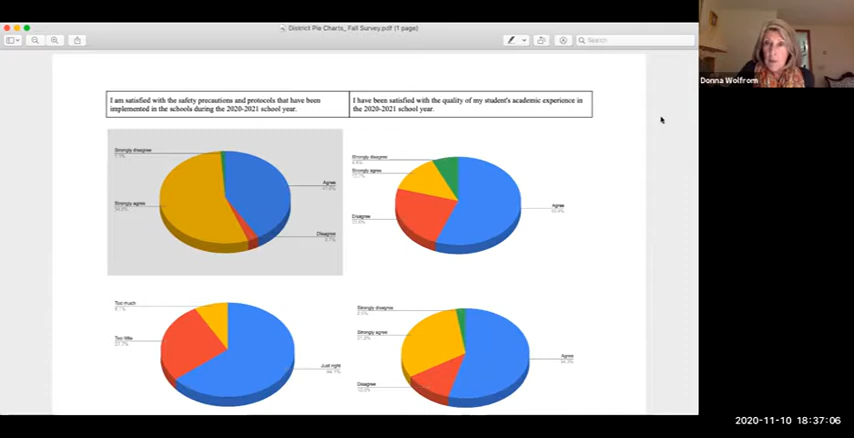 District Pie Charts_ Fall Survey.pdf (1 page)
Search
Donna Wolfrom
I am satisfied with the safety precautions and protocols that have been
implemented in the schools during the 2020-2021 school year.
I have been satisfied with the quality of my student's academic experience in
the 2020-2021 school year.
Strongly disagree
Agree
Strongly agree
Disagree
Strongly disagree
Strongly agree
Agree
Disagree
Too much
Too little
Just right
Strongly disagree
Strongly agree
Agree
Disagree
2020-11-10 18:37:06